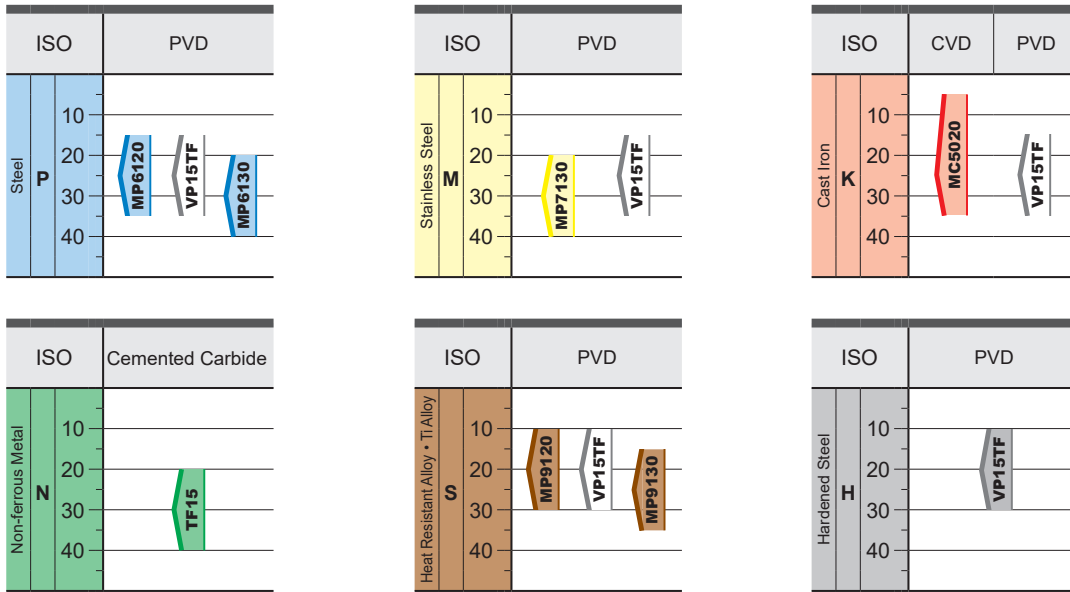 ISO PVD
Steel
P
10
20
30
40
MP6120
VP15TF
MP6130
ISO PVD
Stainless Steel
M
10
20
30
40
MP7130
VP15TF
ISO CVD PVD
Cast Iron
K
10
20
30
40
MC5020
VP15TF
ISO Cemented Carbide
Non-ferrous Metal
N
10
20
30
40
TF15
ISO PVD
Heat Resistant Alloy • Ti Alloy
S
10
20
30
40
MP9120
VP15TF
MP9130
ISO PVD
Hardened Steel
H
10
20
30
40
VP15TF